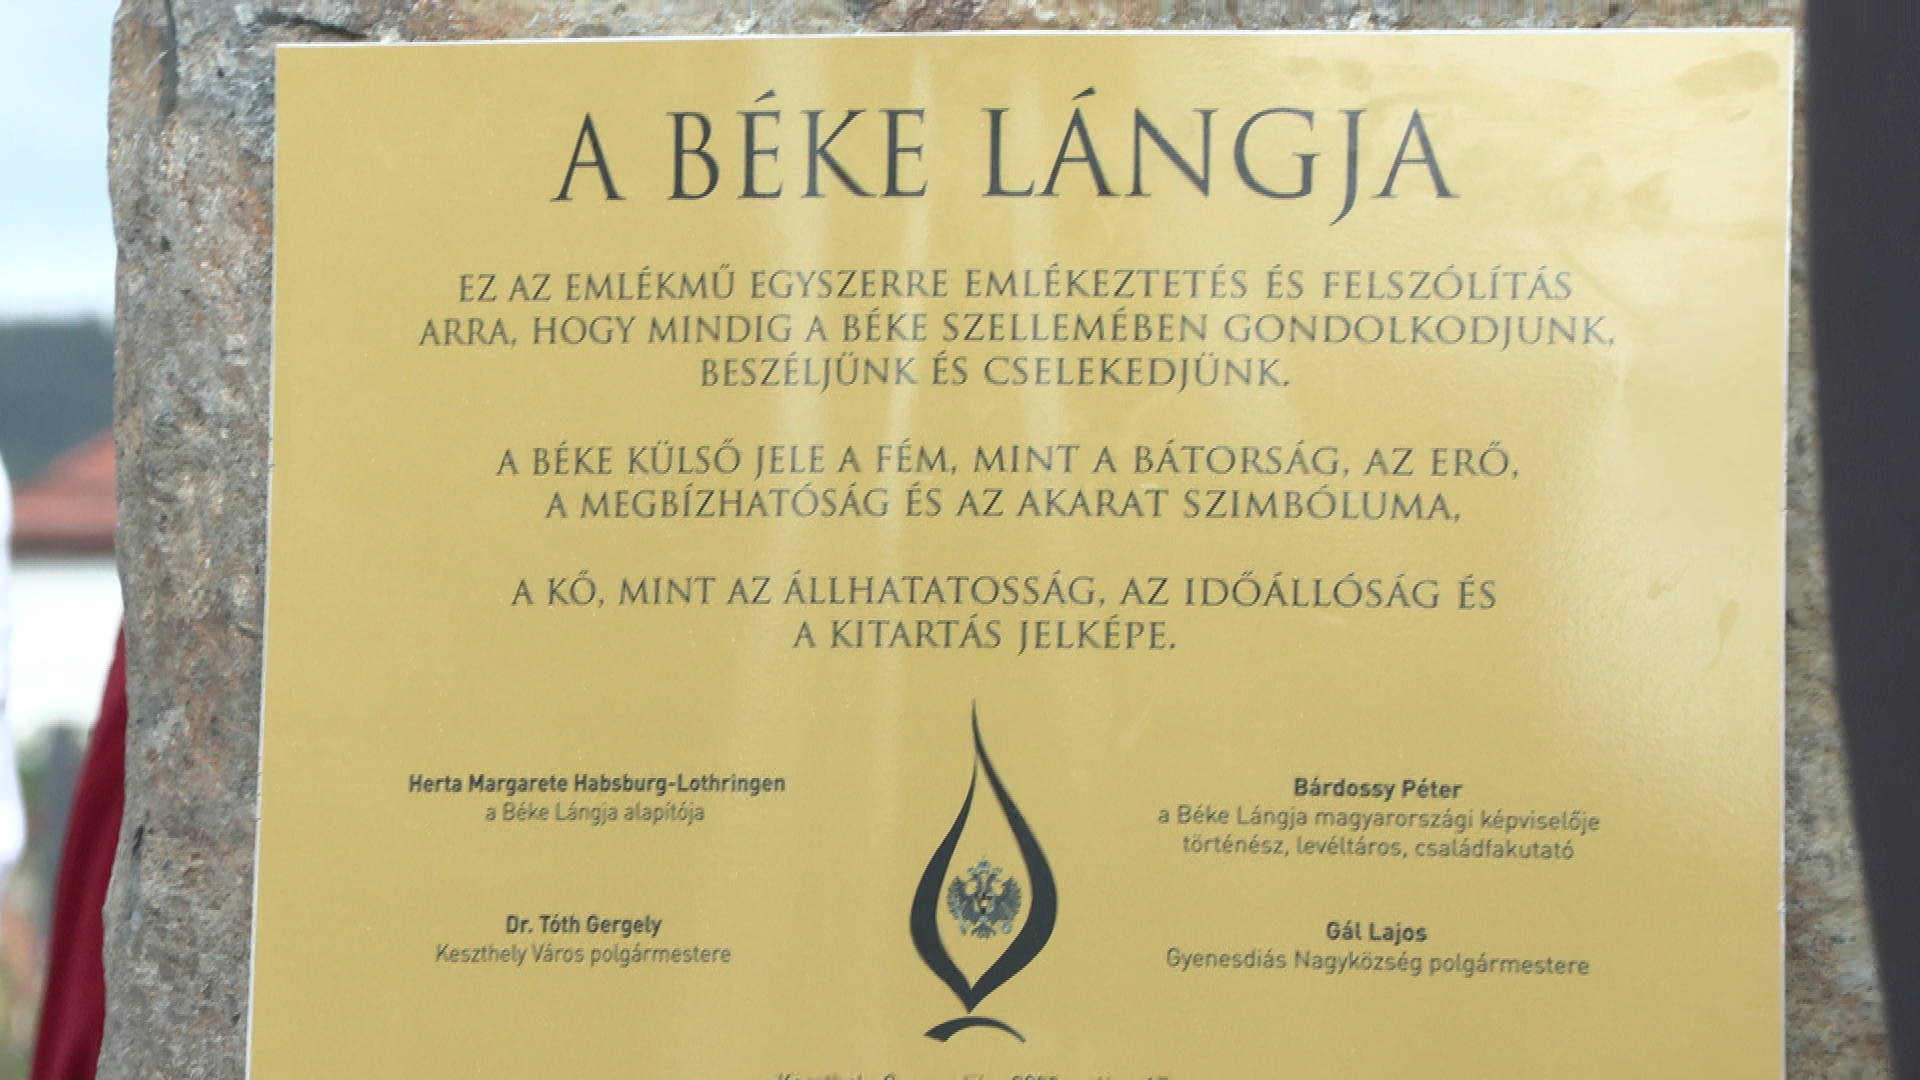 A BÉKE LÁNGJA
EZ AZ EMLÉKMŰ EGYSZERRE EMLÉKEZTETÉS ÉS FELSZÓLÍTÁS
ARRA, HOGY MINDIG A BÉKE SZELLEMÉBEN GONDOLKODJUNK,
BESZÉLJÜNK ÉS CSELEKEDJÜNK.
A BÉKE KÜLSŐ JELE A FÉM, MINT A BÁTORSÁG, AZ ERŐ,
A MEGBÍZHATÓSÁG ÉS AZ AKARAT SZIMBÓLUMA,
A KŐ, MINT AZ ÁLLHATATOSSÁG, AZ IDŐÁLLÓSÁG ÉS
A KITARTÁS JELKÉPE.
Herta Margarete Habsburg-Lothringen
a Béke Lángja alapítója
Bárdossy Péter
a Béke Lángja magyarországi képviselője
történész, levéltáros, családfakutató
Dr. Tóth Gergely
Keszthely Város polgármestere
Gál Lajos
Gyenesdiás Nagyközség polgármestere